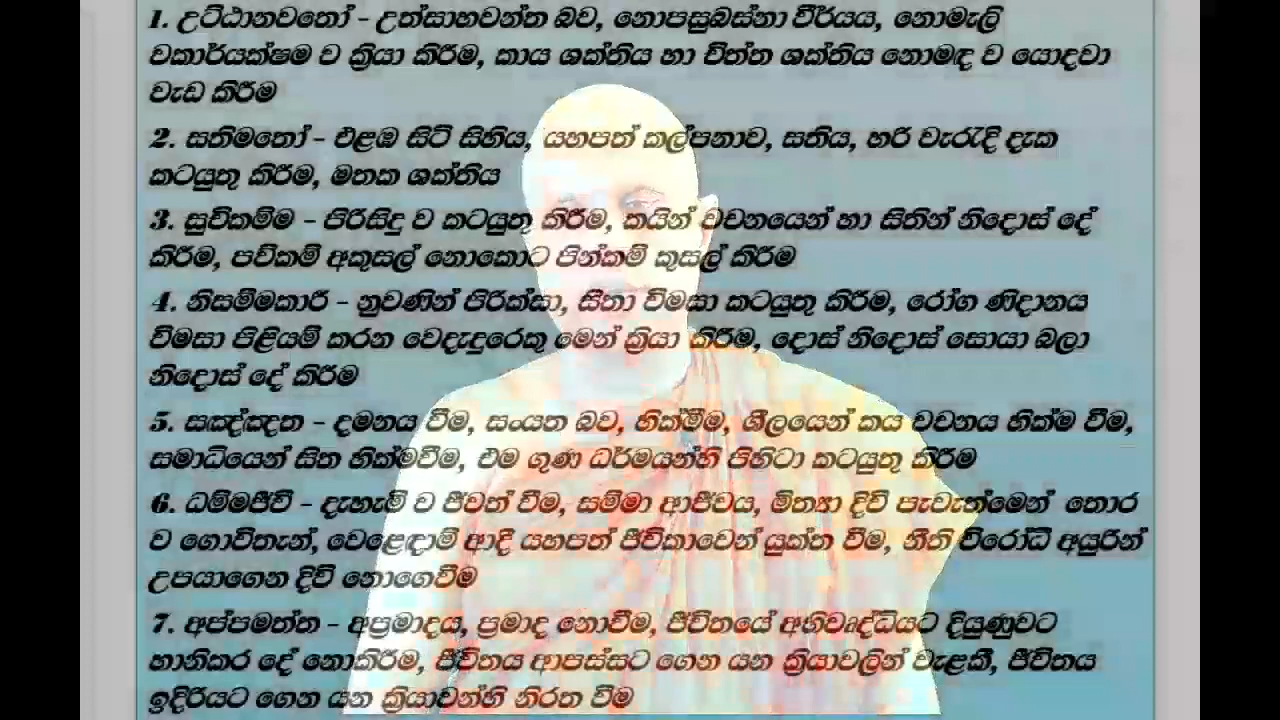 1. උට්ඨානවතෝ - උත්සාහවන්ත බව, නොපසුබස්නා වීර්යය, නොමැලි
වකාර්යක්ෂම ව ක්‍රියා කිරීම, කාය ශක්තිය හා චිත්ත ශක්තිය නොමඳ ව යොදවා
වැඩ කිරීම
2. සතිමතෝ - එළඹ සිටි සිහිය, යහපත් කල්පනාව, සතිය, හරි වැරැදි දැක
කටයුතු කිරීම, මතක ශක්තිය
3. සුචිකම්ම - පිරිසිදු ව කටයුතු කිරීම, කයින් වචනයෙන් හා සිතින් නිදොස් දේ
කිරීම, පව්කම් අකුසල් නොකොට පින්කම් කුසල් කිරීම
4. නිසම්මකාරී - නුවණින් පිරික්සා, සිතා විමසා කටයුතු කිරීම, රෝග ණිදානය
විමසා පිළියම් කරන වෙදැදුරෙකු මෙන් ක්‍රියා කිරීම, දොස් නිදොස් සොයා බලා
නිදොස් දේ කිරීම
5. සඤ්ඤත - දමනය වීම, සංයත බව, හික්මීම, ශීලයෙන් කය වචනය හික්ම වීම,
සමාධියෙන් සිත හික්මවීම, එම ගුණ ධර්මයන්හි පිහිටා කටයුතු කිරීම
6. ධම්මජීවි - දැහැමි ව ජීවත් වීම, සම්මා ආජීවය, මිත්‍යා දිවි පැවැත්මෙන් තොර
ව ගොවිතැන්, වෙළෙඳාම් ආදී යහපත් ජීවිකාවෙන් යුක්ත වීම, නීති විරෝධී අයුරින්
උපයාගෙන දිවි නොගෙවීම
7. අප්පමත්ත - අප්‍රමාදය, ප්‍රමාද නොවීම, ජීවිතයේ අභිවෘද්ධියට දියුණුවට
හානිකර දේ නොකිරීම, ජීවිතය ආපස්සට ගෙන යන ක්‍රියාවලින් වැළකී, ජීවිතය
ඉදිරියට ගෙන යන ක්‍රියාවන්හි නිරත වීම